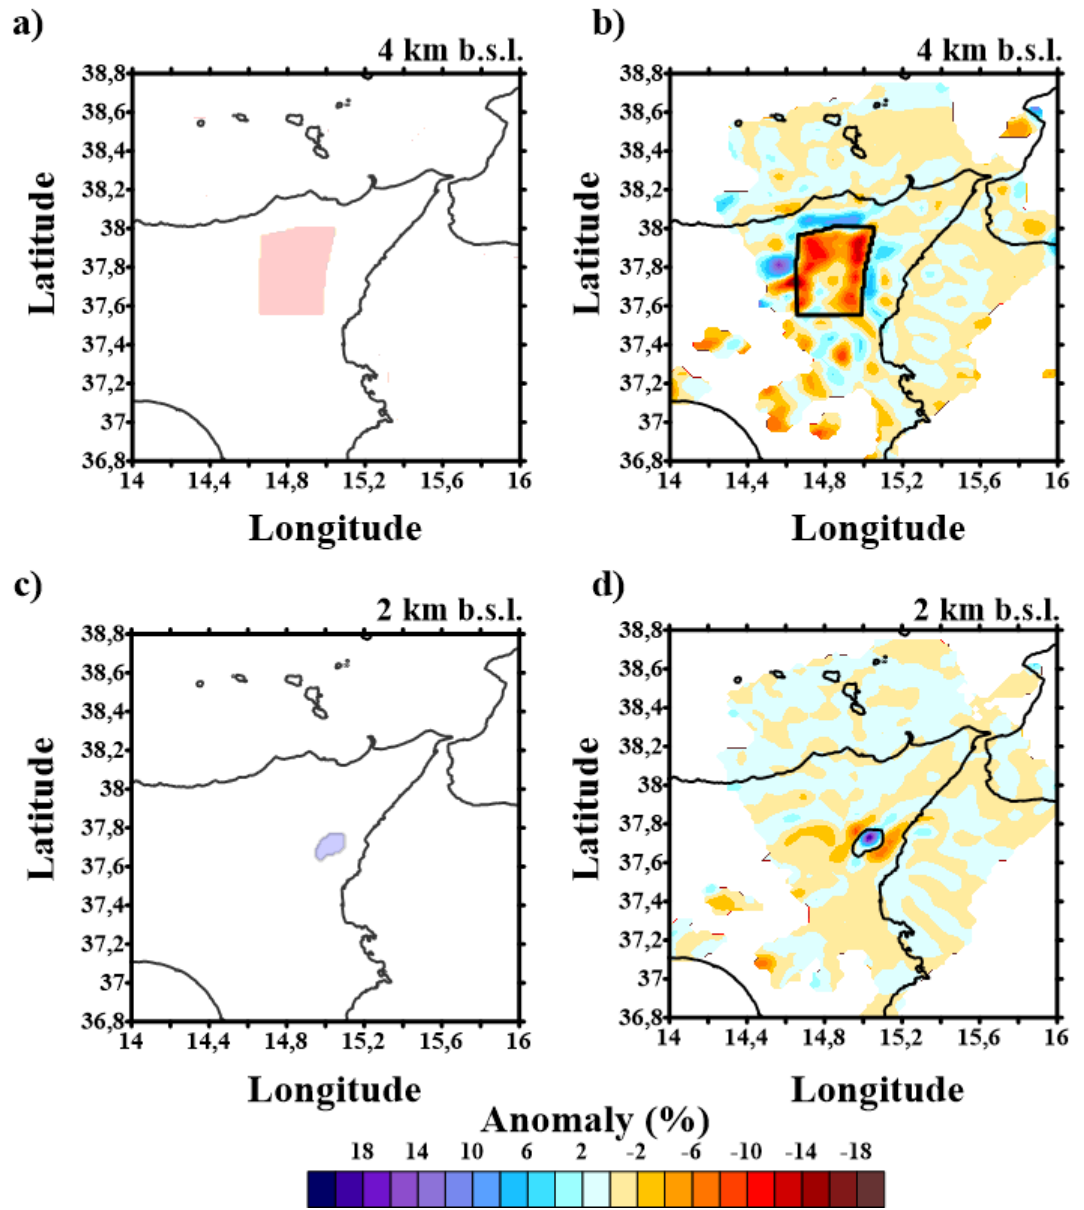 a)
4 km b.s.l.
38,8
38,6
38,4
38,2
38
37,8
37,6
37,4
37,2
37
36,8
Latitude
14 14,4 14,8 15,2 15,6 16
Longitude
b)
4 km b.s.l.
38,8
38,6
38,4
38,2
38
37,8
37,6
37,4
37,2
37
36,8
Latitude
14 14,4 14,8 15,2 15,6 16
Longitude
c)
2 km b.s.l.
38,8
38,6
38,4
38,2
38
37,8
37,6
37,4
37,2
37
36,8
Latitude
14 14,4 14,8 15,2 15,6 16
Longitude
d)
2 km b.s.l.
38,8
38,6
38,4
38,2
38
37,8
37,6
37,4
37,2
37
36,8
Latitude
14 14,4 14,8 15,2 15,6 16
Longitude
Anomaly (%)
18 14 10 6 2 -2 -6 -10 -14 -18